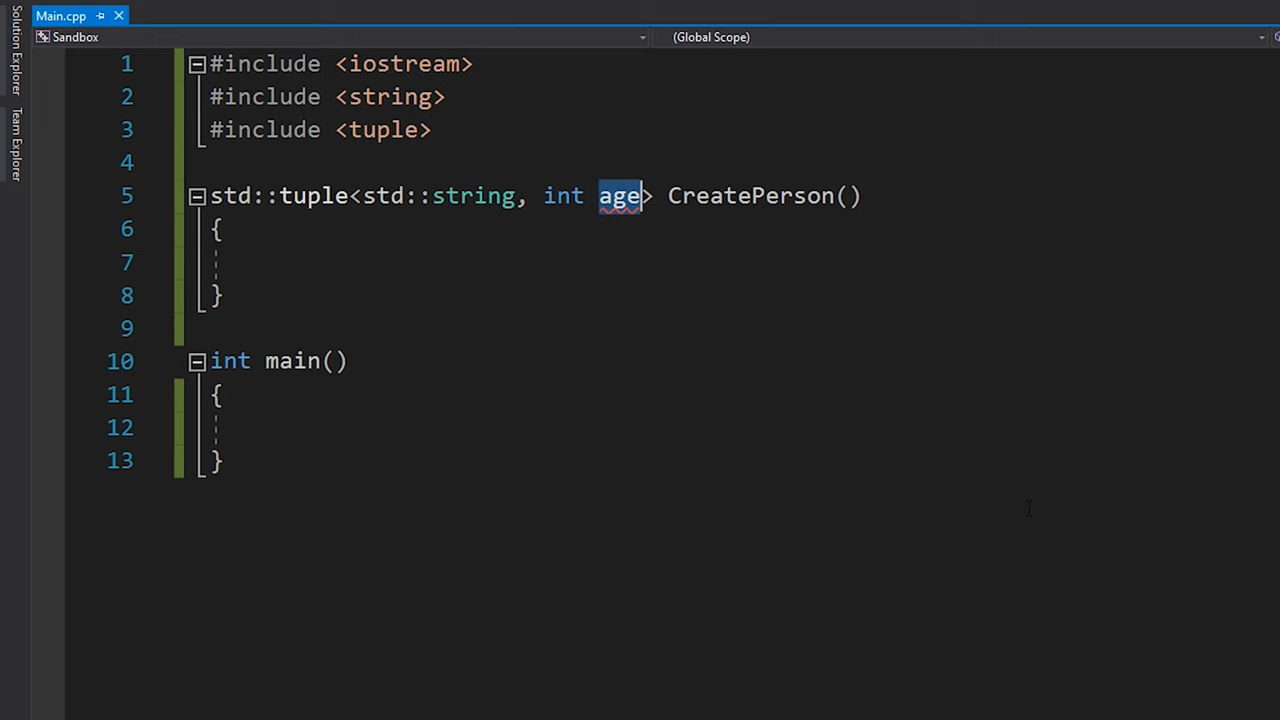 Main.cpp
Solution Explorer
Team Explorer
Sandbox
(Global Scope)
1 #include <iostream>
2 #include <string>
3 #include <tuple>
4
5 std::tuple<std::string, int age> CreatePerson()
6 {
7
8 }
9
10 int main()
11 {
12
13 }